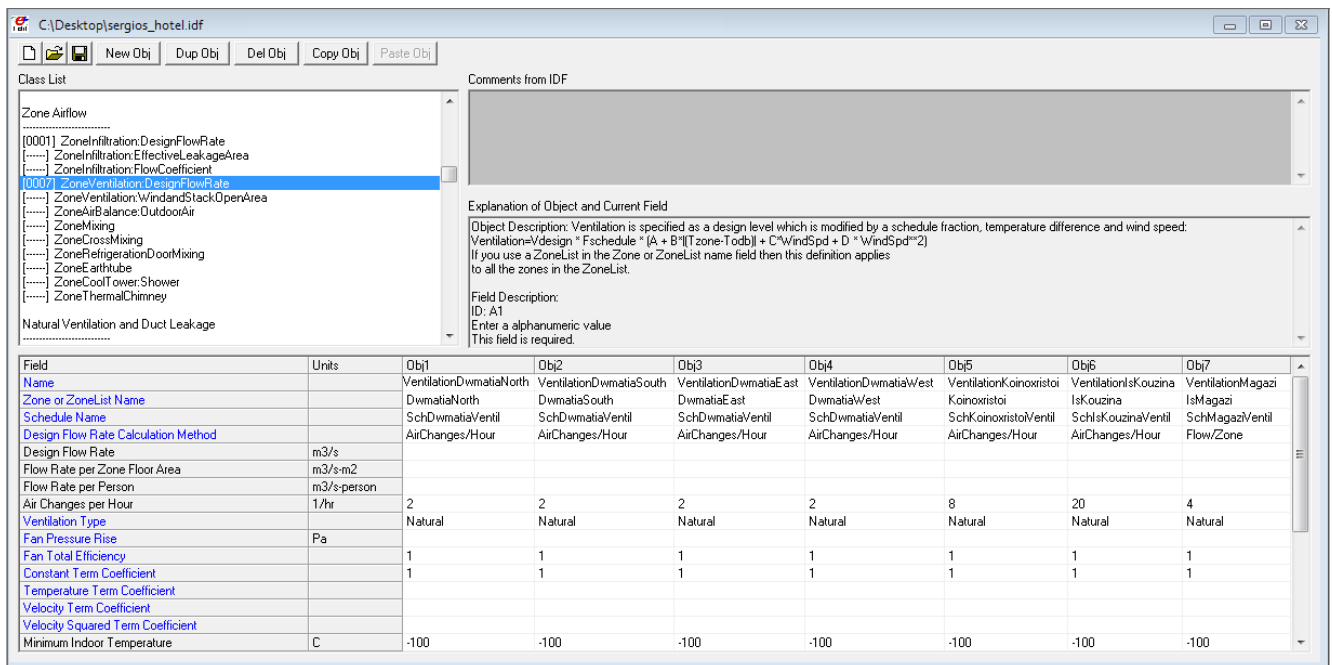 C:\Desktop\sergios_hotel.idf
New Obj Dup Obj Del Obj Copy Obj Paste Obj
Class List
Zone Airflow
---------------------------
[0001] ZoneInfiltration:DesignFlowRate
[------] ZoneInfiltration:EffectiveLeakageArea
[------] ZoneInfiltration:FlowCoefficient
[0007] ZoneVentilation:DesignFlowRate
[------] ZoneVentilation:WindandStackOpenArea
[------] ZoneAirBalance:OutdoorAir
[------] ZoneMixing
[------] ZoneCrossMixing
[------] ZoneRefrigerationDoorMixing
[------] ZoneEarthtube
[------] ZoneCoolTower:Shower
[------] ZoneThermalChimney
Natural Ventilation and Duct Leakage
---------------------------
Comments from IDF
Explanation of Object and Current Field
Object Description: Ventilation is specified as a design level which is modified by a schedule fraction, temperature difference and wind speed:
Ventilation=Vdesign * Fschedule * (A + B*|(Tzone-Todb)| + C*WindSpd + D * WindSpd**2)
If you use a ZoneList in the Zone or ZoneList name field then this definition applies
to all the zones in the ZoneList.
Field Description:
ID: A1
Enter a alphanumeric value
This field is required.
Field Units Obj1 Obj2 Obj3 Obj4 Obj5 Obj6 Obj7
Name VentilationDwmatiaNorth VentilationDwmatiaSouth VentilationDwmatiaEast VentilationDwmatiaWest VentilationKoinoxristoi VentilationIsKouzina VentilationMagazi
Zone or ZoneList Name DwmatiaNorth DwmatiaSouth DwmatiaEast DwmatiaWest Koinoxristoi IsKouzina IsMagazi
Schedule Name SchDwmatiaVentil SchDwmatiaVentil SchDwmatiaVentil SchDwmatiaVentil SchKoinoxristoiVentil SchIsKouzinaVentil SchMagaziVentil
Design Flow Rate Calculation Method AirChanges/Hour AirChanges/Hour AirChanges/Hour AirChanges/Hour AirChanges/Hour AirChanges/Hour Flow/Zone
Design Flow Rate m3/s
Flow Rate per Zone Floor Area m3/s-m2
Flow Rate per Person m3/s-person
Air Changes per Hour 1/hr 2 2 2 2 8 20 4
Ventilation Type Natural Natural Natural Natural Natural Natural Natural
Fan Pressure Rise Pa
Fan Total Efficiency 1 1 1 1 1 1 1
Constant Term Coefficient 1 1 1 1 1 1 1
Temperature Term Coefficient
Velocity Term Coefficient
Velocity Squared Term Coefficient
Minimum Indoor Temperature C -100 -100 -100 -100 -100 -100 -100